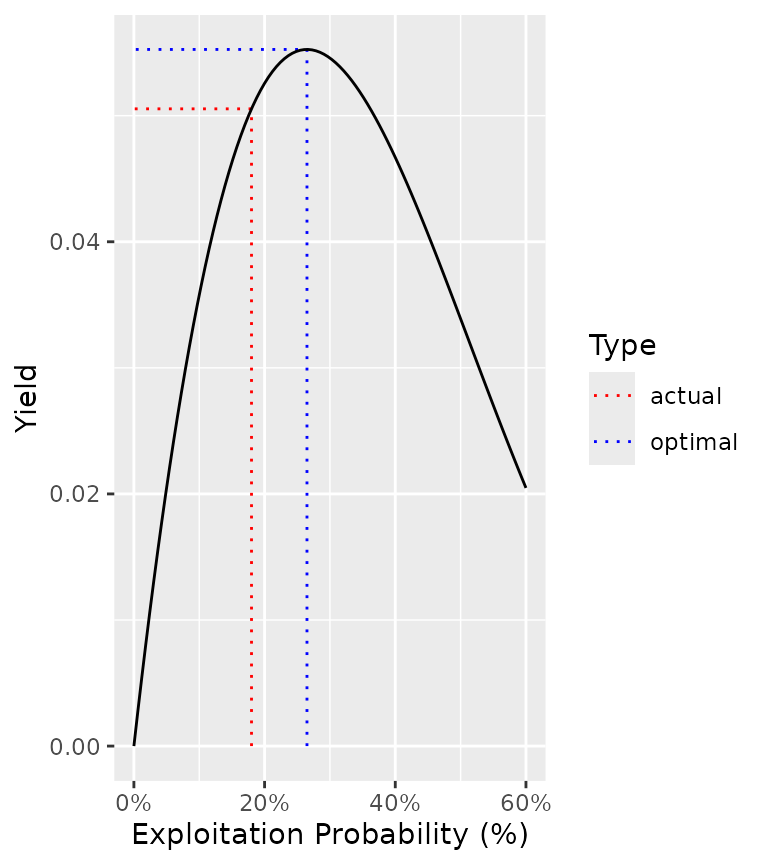 Yield
0.04
0.02
0.00
0%
20%
40%
60%
Exploitation Probability (%)
Type
actual
optimal